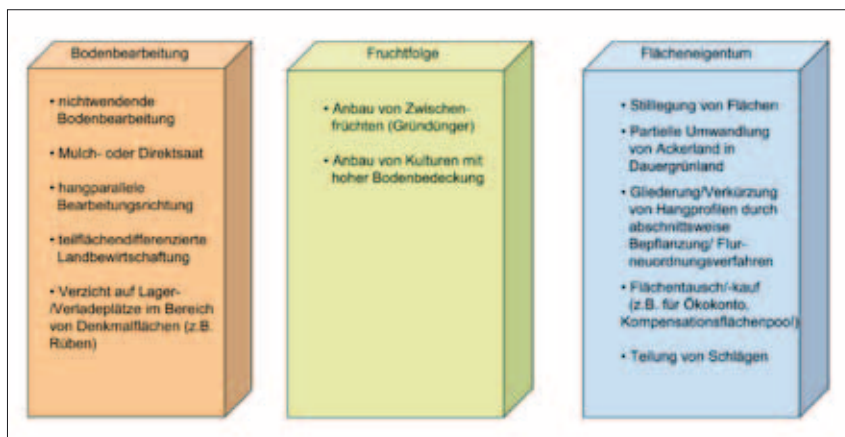 Bodenbearbeitung
• nichtwendende
Bodenbearbeitung
• Mulch- oder Direktsaat
• hangparallele
Bearbeitungsrichtung
• teilflächendifferenzierte
Landbewirtschaftung
• Verzicht auf Lager-
/Verladeplätze im Bereich
von Denkmalflächen (z.B.
Rüben)
Fruchtfolge
• Anbau von Zwischen-
früchten (Gründünger)
• Anbau von Kulturen mit
hoher Bodenbedeckung
Flächeneigentum
• Stilllegung von Flächen
• Partielle Umwandlung
von Ackerland in
Dauergrünland
• Gliederung/Verkürzung
von Hangprofilen durch
abschnittsweise
Bepflanzung/ Flur-
neuordnungsverfahren
• Flächentausch/-kauf
(z.B. für Ökokonto,
Kompensationsflächenpool)
• Teilung von Schlägen